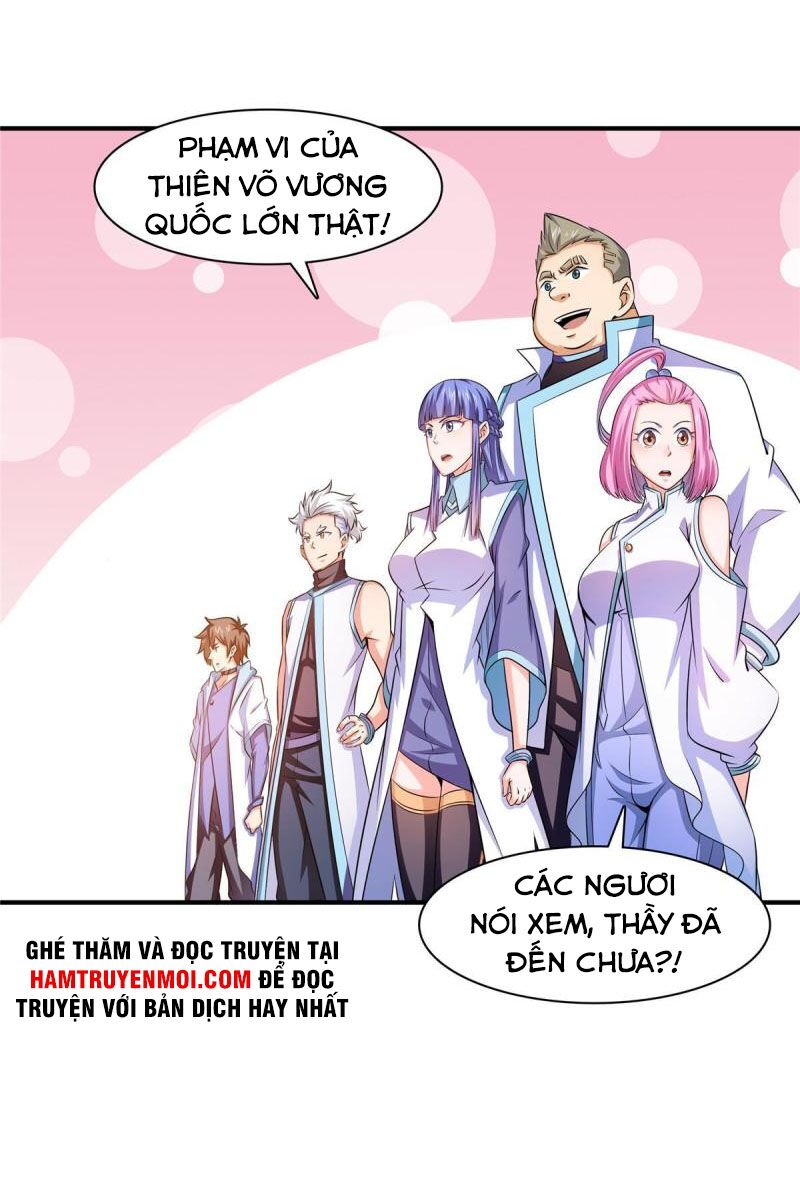 PHẠM VI CỦA
THIÊN VÕ VƯƠNG
QUỐC LỚN THẬT!
CÁC NGƯƠI
NÓI XEM, THẦY ĐÃ
ĐẾN CHƯA?!
GHÉ THĂM VÀ ĐỌC TRUYỆN TẠI
HAMTRUYENMOI.COM ĐỂ ĐỌC
TRUYỆN VỚI BẢN DỊCH HAY NHẤT